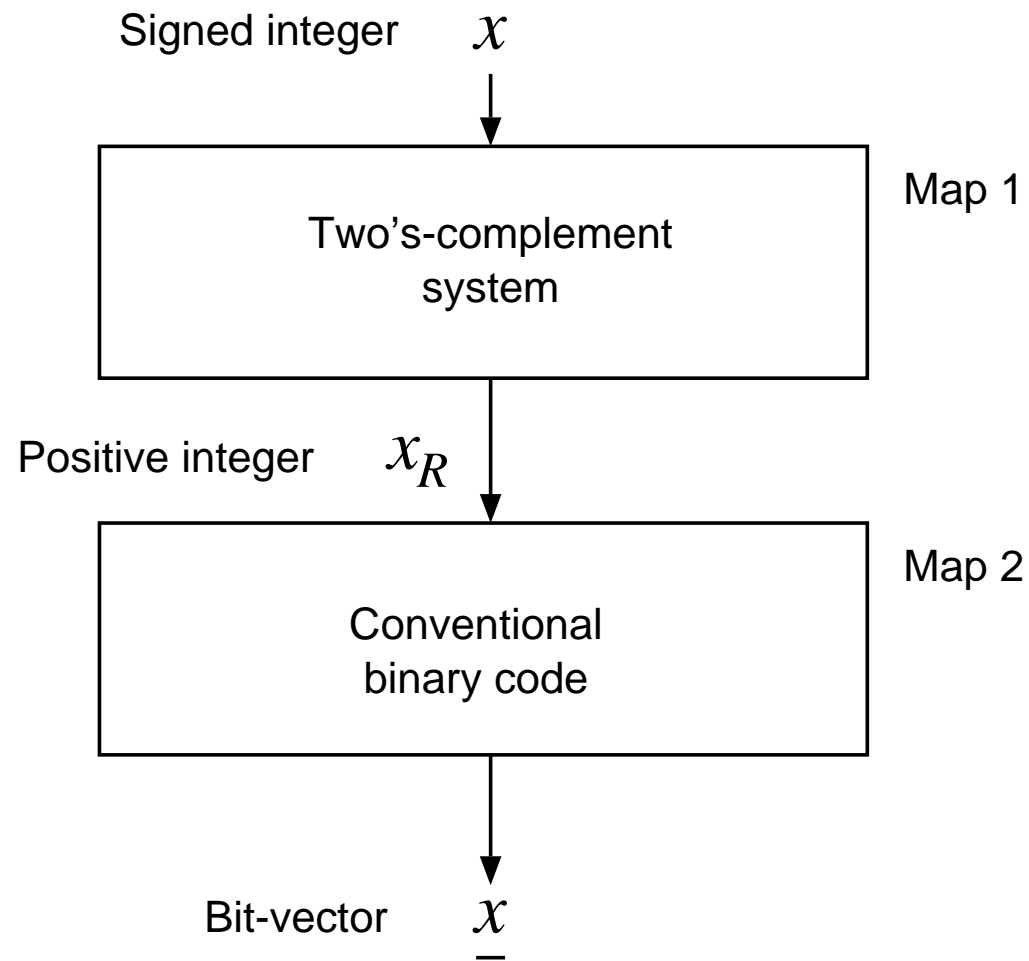 Signed integer x
Map 1
Two's-complement
system
Positive integer x_R
Map 2
Conventional
binary code
Bit-vector x